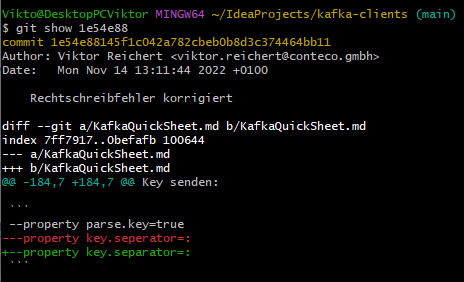 Vikto@DesktopPCViktor MINGW64 ~/IdeaProjects/kafka-clients (main)
$ git show 1e54e88
commit 1e54e88145f1c042a782cbeb0b8d3c374464bb11
Author: Viktor Reichert <viktor.reichert@conteco.gmbh>
Date:   Mon Nov 14 13:11:44 2022 +0100

    Rechtschreibfehler korrigiert

diff --git a/KafkaQuickSheet.md b/KafkaQuickSheet.md
index 7ff7917..0befafb 100644
--- a/KafkaQuickSheet.md
+++ b/KafkaQuickSheet.md
@@ -184,7 +184,7 @@ Key senden:

 ```
 --property parse.key=true
---property key.seperator=:
+--property key.separator=:
 ```